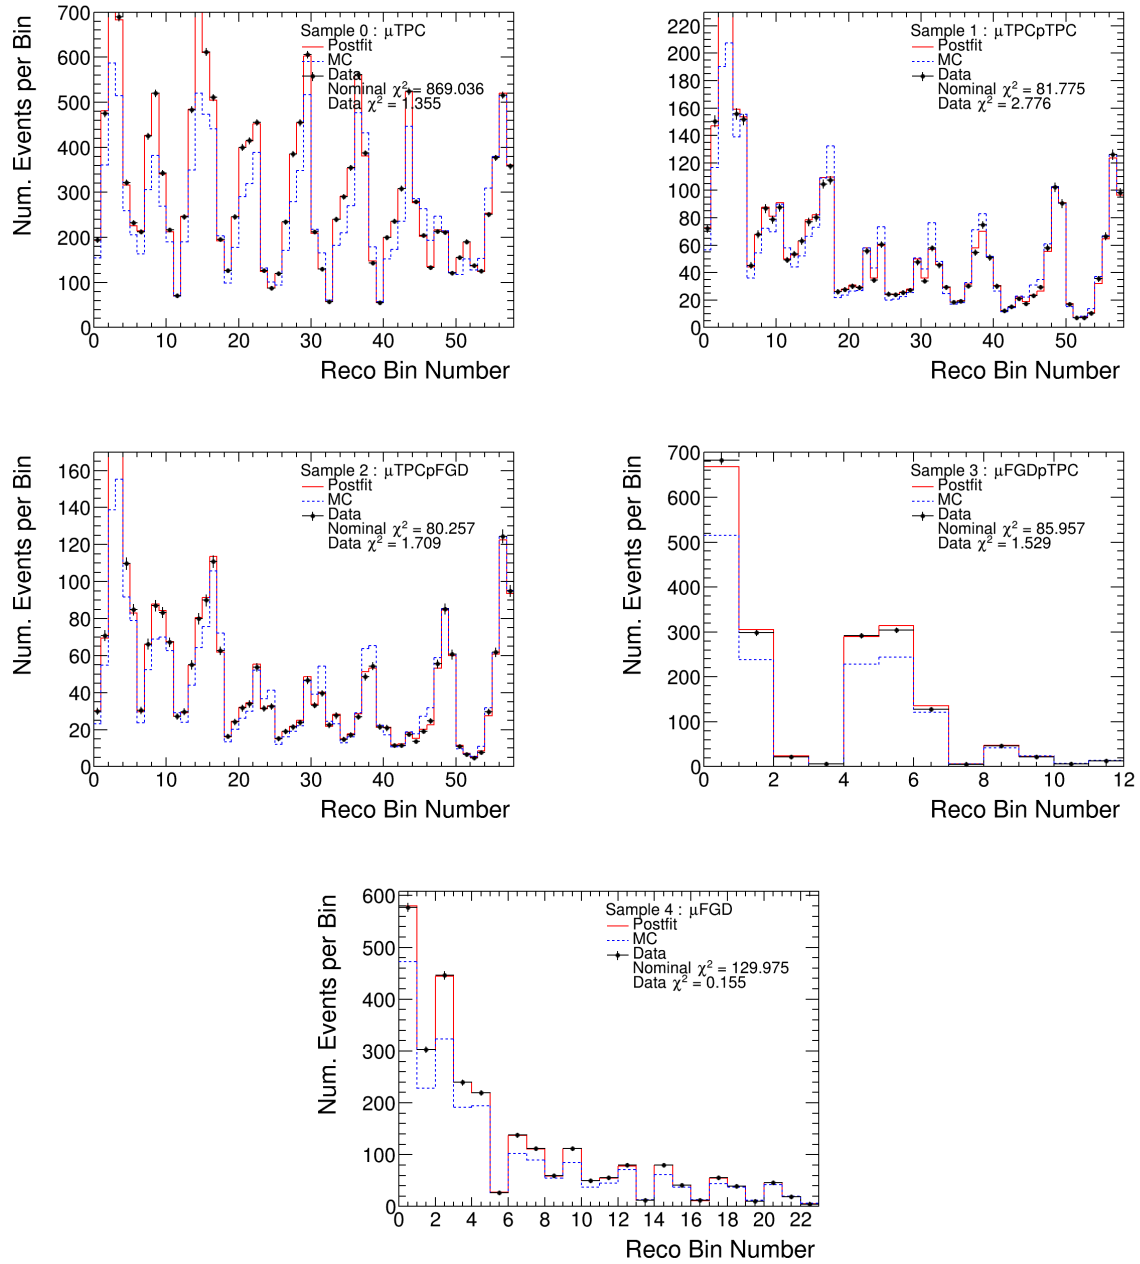 Sample 0 : μTPC
Postfit
MC
Data
Nominal χ² = 869.036
Data χ² = 1.355
Num. Events per Bin
700
600
500
400
300
200
100
0
0 10 20 30 40 50
Reco Bin Number
Sample 1 : μTPCpTPC
Postfit
MC
Data
Nominal χ² = 81.775
Data χ² = 2.776
Num. Events per Bin
220
200
180
160
140
120
100
80
60
40
20
0
0 10 20 30 40 50
Reco Bin Number
Sample 2 : μTPCpFGD
Postfit
MC
Data
Nominal χ² = 80.257
Data χ² = 1.709
Num. Events per Bin
160
140
120
100
80
60
40
20
0
0 10 20 30 40 50
Reco Bin Number
Sample 3 : μFGDpTPC
Postfit
MC
Data
Nominal χ² = 85.957
Data χ² = 1.529
Num. Events per Bin
700
600
500
400
300
200
100
0
0 2 4 6 8 10 12
Reco Bin Number
Sample 4 : μFGD
Postfit
MC
Data
Nominal χ² = 129.975
Data χ² = 0.155
Num. Events per Bin
600
500
400
300
200
100
0
0 2 4 6 8 10 12 14 16 18 20 22
Reco Bin Number